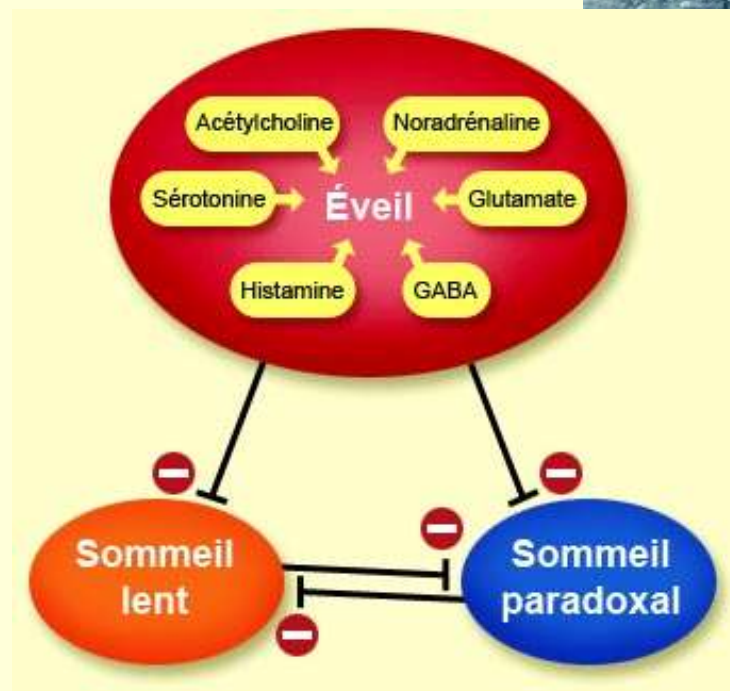 Acétylcholine
Noradrénaline
Sérotonine
Éveil
Glutamate
Histamine
GABA
Sommeil
lent
Sommeil
paradoxal